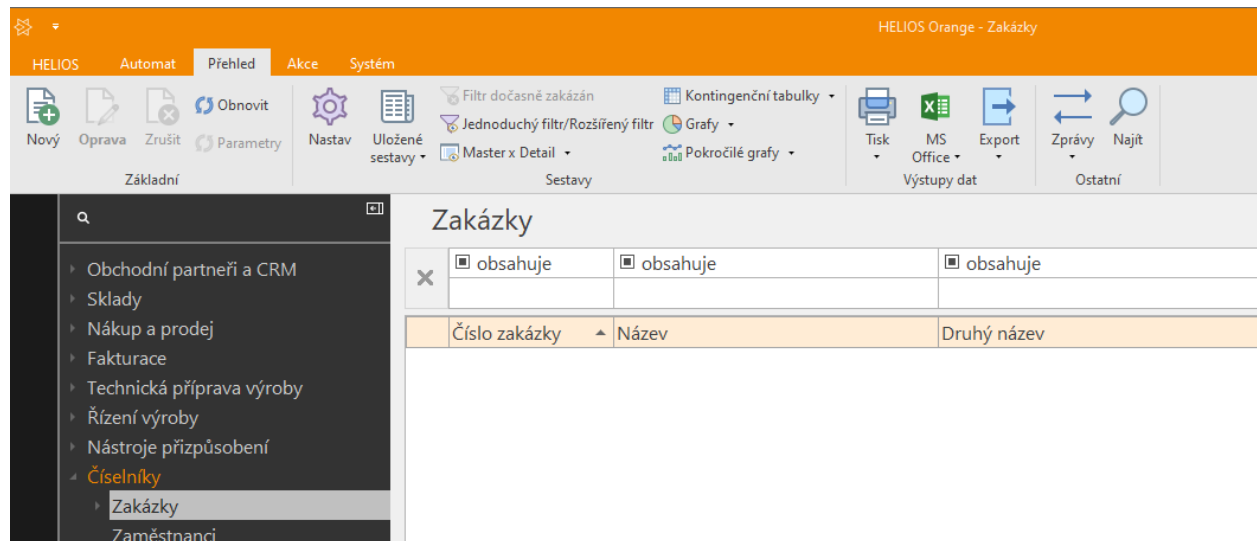 HELIOS Orange - Zakázky
HELIOS Automat Přehled Akce Systém
Nový
Oprava
Zrušit
Obnovit
Parametry
Základní
Nastav
Uložené
sestavy
Filtr dočasně zakázán
Jednoduchý filtr/Rozšířený filtr
Master x Detail
Kontingenční tabulky
Grafy
Pokročilé grafy
Sestavy
Tisk
MS
Office
Export
Výstupy dat
Zprávy
Najít
Ostatní
Obchodní partneři a CRM
Sklady
Nákup a prodej
Fakturace
Technická příprava výroby
Řízení výroby
Nástroje přizpůsobení
Číselníky
Zakázky
Zaměstnanci
Zakázky
obsahuje obsahuje obsahuje
Číslo zakázky Název Druhý název